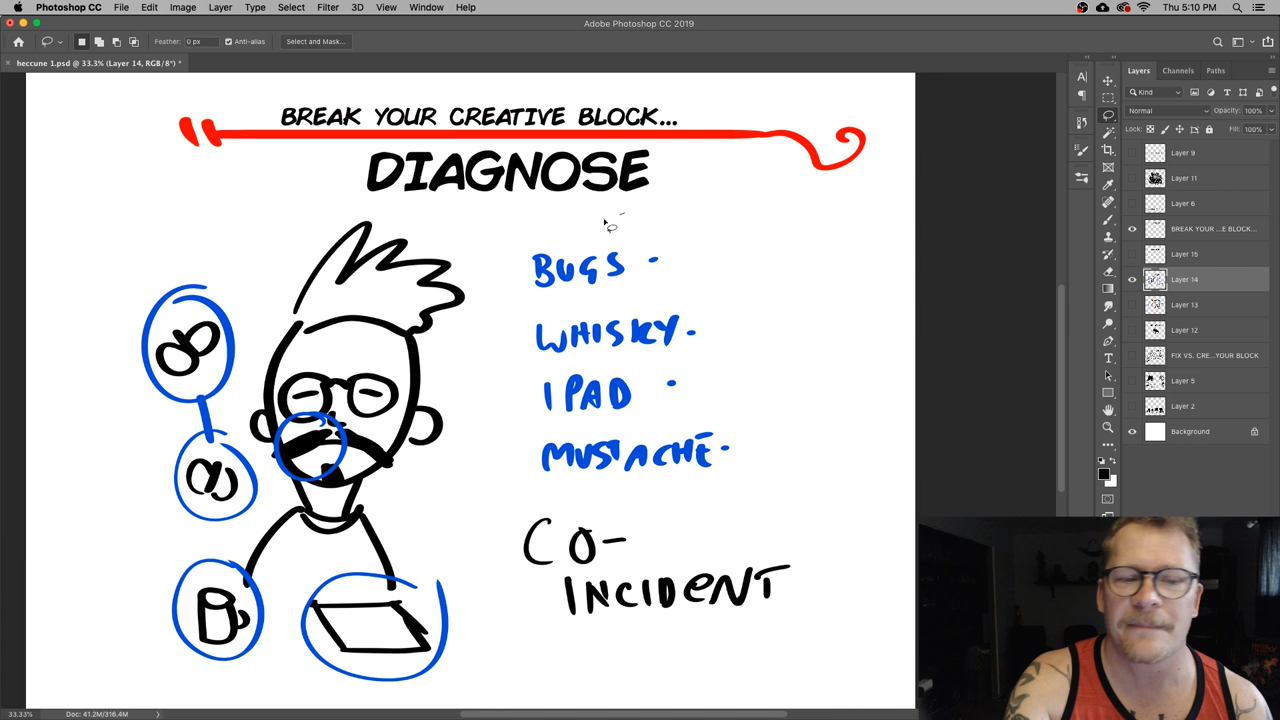 Photoshop CC File Edit Image Layer Type Select Filter 3D View Window Help Thu 5:10 PM
Adobe Photoshop CC 2019
Feather: 0 px Anti-alias Select and Mask...
heccune 1.psd @ 33.3% (Layer 14, RGB/8*) *
Layers Channels Paths
Kind
Normal Opacity: 100%
Lock: Fill: 100%
Layer 9
Layer 11
Layer 6
BREAK YOUR ...E BLOCK...
Layer 15
Layer 14
Layer 13
Layer 12
FIX VS. CRE...YOUR BLOCK
Layer 5
Layer 2
Background
BREAK YOUR CREATIVE BLOCK...
DIAGNOSE
BUGS -
WHISKY -
IPAD -
MUSTACHE -
CO-
INCIDENT
33.33% Doc: 41.2M/316.4M